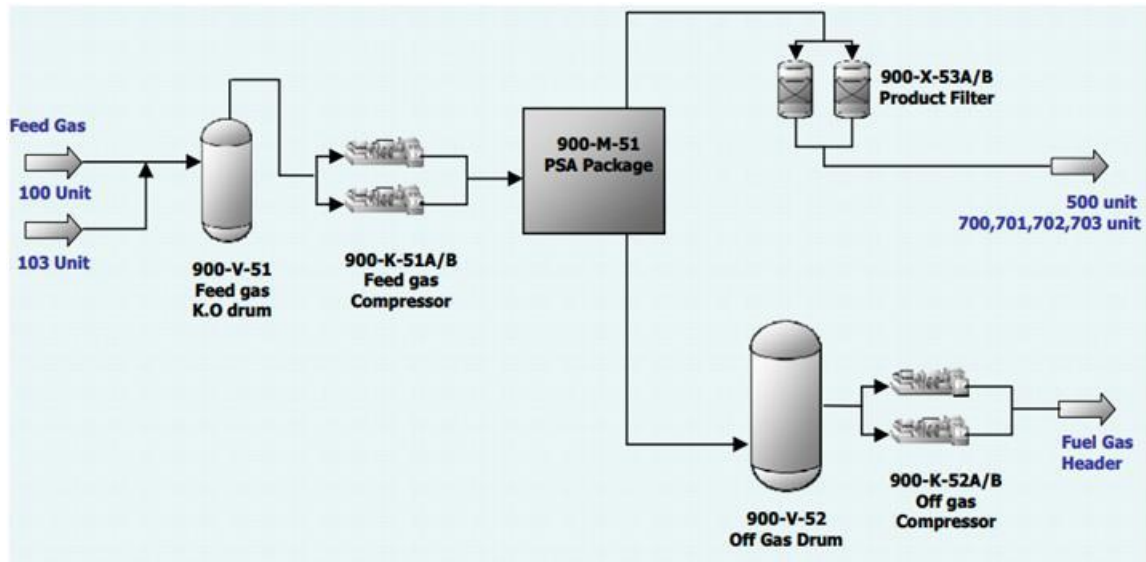 Feed Gas
100 Unit
103 Unit
900-V-51
Feed gas
K.O drum
900-K-51A/B
Feed gas
Compressor
900-M-51
PSA Package
900-X-53A/B
Product Filter
500 unit
700,701,702,703 unit
900-V-52
Off Gas Drum
900-K-52A/B
Off gas
Compressor
Fuel Gas
Header